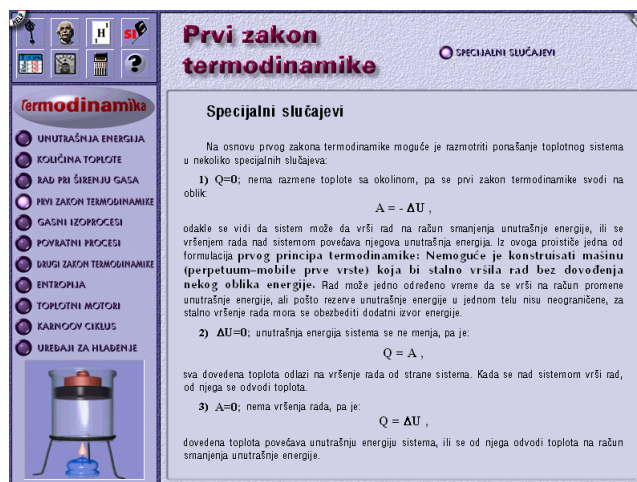 HELP
H
SI
?
Prvi zakon
termodinamike
SPECIJALNI SLUČAJEVI
Termodinamika
UNUTRAŠNJA ENERGIJA
KOLIČINA TOPLOTE
RAD PRI ŠIRENJU GASA
PRVI ZAKON TERMODINAMIKE
GASNI IZOPROCESI
POVRATNI PROCESI
DRUGI ZAKON TERMODINAMIKE
ENTROPIJA
TOPLOTNI MOTORI
KARNOOV CIKLUS
UREĐAJI ZA HLAĐENJE
Specijalni slučajevi
Na osnovu prvog zakona termodinamike moguće je razmotriti ponašanje toplotnog sistema
u nekoliko specijalnih slučajeva:
1) Q=0; nema razmene toplote sa okolinom, pa se prvi zakon termodinamike svodi na
oblik:
A = - ΔU ,
odakle se vidi da sistem može da vrši rad na račun smanjenja unutrašnje energije, ili se
vršenjem rada nad sistemom povećava njegova unutrašnja energija. Iz ovoga proističe jedna od
formulacija prvog principa termodinamike: Nemoguće je konstruisati mašinu
(perpetuum–mobile prve vrste) koja bi stalno vršila rad bez dovođenja
nekog oblika energije. Rad može jedno određeno vreme da se vrši na račun promene
unutrašnje energije, ali pošto rezerve unutrašnje energije u jednom telu nisu neograničene, za
stalno vršenje rada mora se obezbediti dodatni izvor energije.
2) ΔU=0; unutrašnja energija sistema se ne menja, pa je:
Q = A ,
sva dovedena toplota odlazi na vršenje rada od strane sistema. Kada se nad sistemom vrši rad,
od njega se odvodi toplota.
3) A=0; nema vršenja rada, pa je:
Q = ΔU ,
dovedena toplota povećava unutrašnju energiju sistema, ili se od njega odvodi toplota na račun
smanjenja unutrašnje energije.